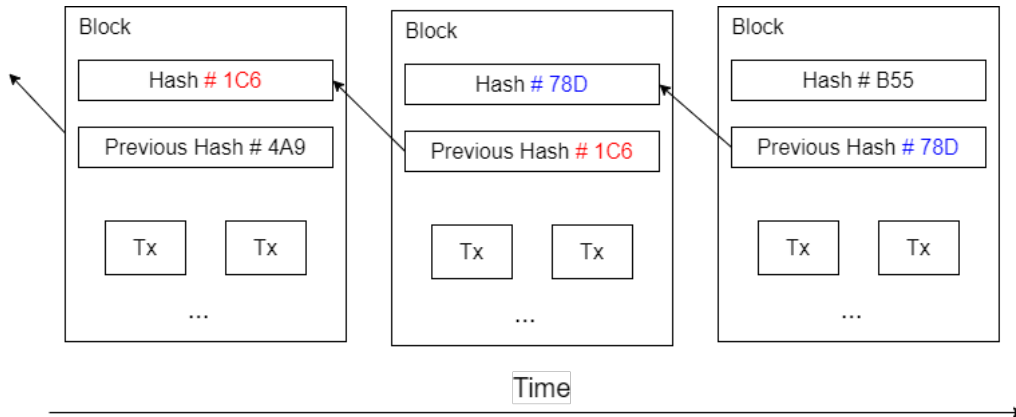 Block
Hash # 1C6
Previous Hash # 4A9
Tx Tx
...
Block
Hash # 78D
Previous Hash # 1C6
Tx Tx
...
Block
Hash # B55
Previous Hash # 78D
Tx Tx
...
Time